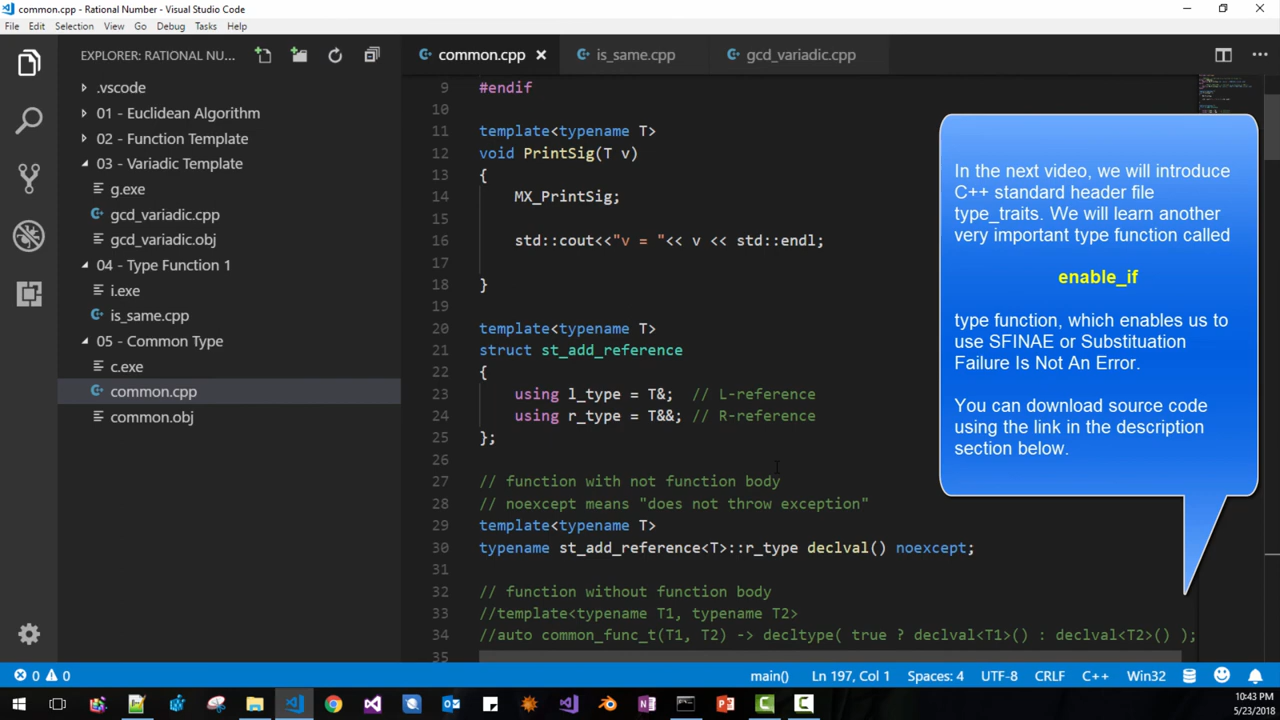 common.cpp - Rational Number - Visual Studio Code
File Edit Selection View Go Debug Tasks Help
EXPLORER: RATIONAL NU...
.vscode
01 - Euclidean Algorithm
02 - Function Template
03 - Variadic Template
g.exe
gcd_variadic.cpp
gcd_variadic.obj
04 - Type Function 1
i.exe
is_same.cpp
05 - Common Type
c.exe
common.cpp
common.obj
common.cpp is_same.cpp gcd_variadic.cpp
9 #endif
10
11 template<typename T>
12 void PrintSig(T v)
13 {
14 MX_PrintSig;
15
16 std::cout<<"v = "<< v << std::endl;
17
18 }
19
20 template<typename T>
21 struct st_add_reference
22 {
23 using l_type = T&; // L-reference
24 using r_type = T&&; // R-reference
25 };
26
27 // function with not function body
28 // noexcept means "does not throw exception"
29 template<typename T>
30 typename st_add_reference<T>::r_type declval() noexcept;
31
32 // function without function body
33 //template<typename T1, typename T2>
34 //auto common_func_t(T1, T2) -> decltype( true ? declval<T1>() : declval<T2>() );
35
In the next video, we will introduce
C++ standard header file
type_traits. We will learn another
very important type function called
enable_if
type function, which enables us to
use SFINAE or Substituation
Failure Is Not An Error.
You can download source code
using the link in the description
section below.
0 0 main() Ln 197, Col 1 Spaces: 4 UTF-8 CRLF C++ Win32
10:43 PM
5/23/2018